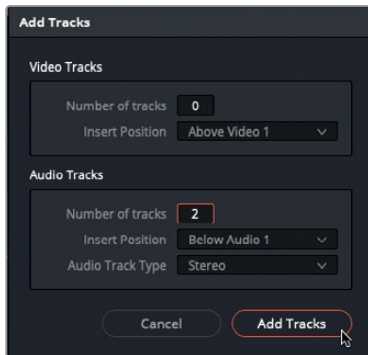 Add Tracks
Video Tracks
Number of tracks 0
Insert Position Above Video 1
Audio Tracks
Number of tracks 2
Insert Position Below Audio 1
Audio Track Type Stereo
Cancel Add Tracks